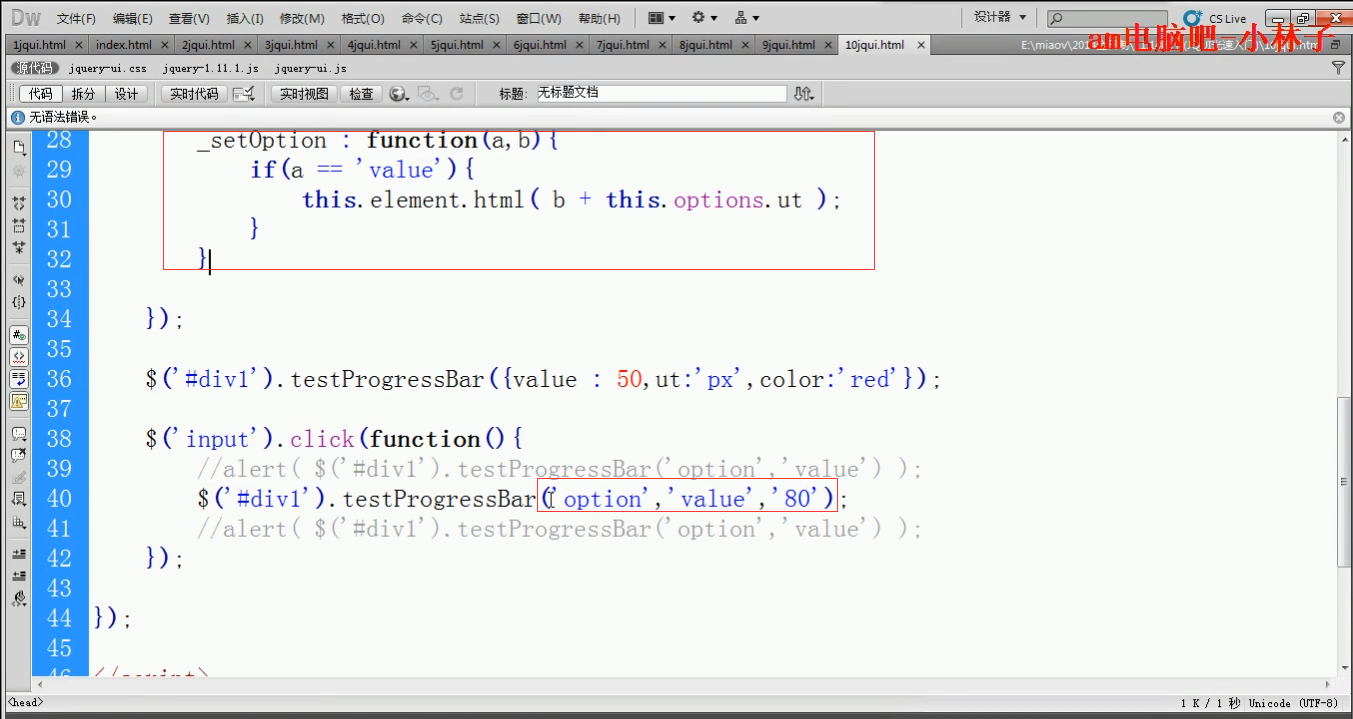 Dw 文件(F) 编辑(E) 查看(V) 插入(I) 修改(M) 格式(O) 命令(C) 站点(S) 窗口(W) 帮助(H) 设计器 CS Live
am电脑吧-小林子
1jqui.html index.html 2jqui.html 3jqui.html 4jqui.html 5jqui.html 6jqui.html 7jqui.html 8jqui.html 9jqui.html 10jqui.html
源代码 jquery-ui.css jquery-1.11.1.js jquery-ui.js
代码 拆分 设计 实时代码 实时视图 检查 标题: 无标题文档
无语法错误。
28 _setOption : function(a,b){
29 if(a == 'value'){
30 this.element.html( b + this.options.ut );
31 }
32 }
33
34 });
35
36 $('#div1').testProgressBar({value : 50,ut:'px',color:'red'});
37
38 $('input').click(function(){
39 //alert( $('#div1').testProgressBar('option','value') );
40 $('#div1').testProgressBar('option','value','80');
41 //alert( $('#div1').testProgressBar('option','value') );
42 });
43
44 });
45
<head> 1 K / 1 秒 Unicode (UTF-8)